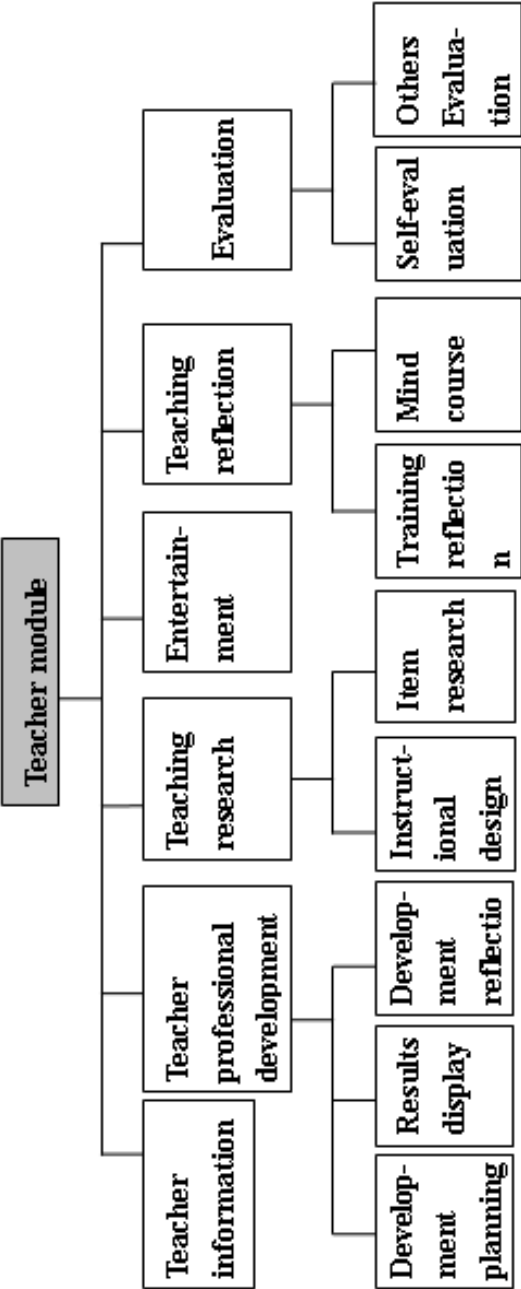 Teacher module
Teacher
information
Teacher
professional
development
Teaching
research
Entertain-
ment
Teaching
reflection
Evaluation
Develop-
ment
planning
Results
display
Develop-
ment
reflectio
Instruct-
ional
design
Item
research
Training
reflectio
n
Mind
course
Self-eval
uation
Others
Evalua-
tion